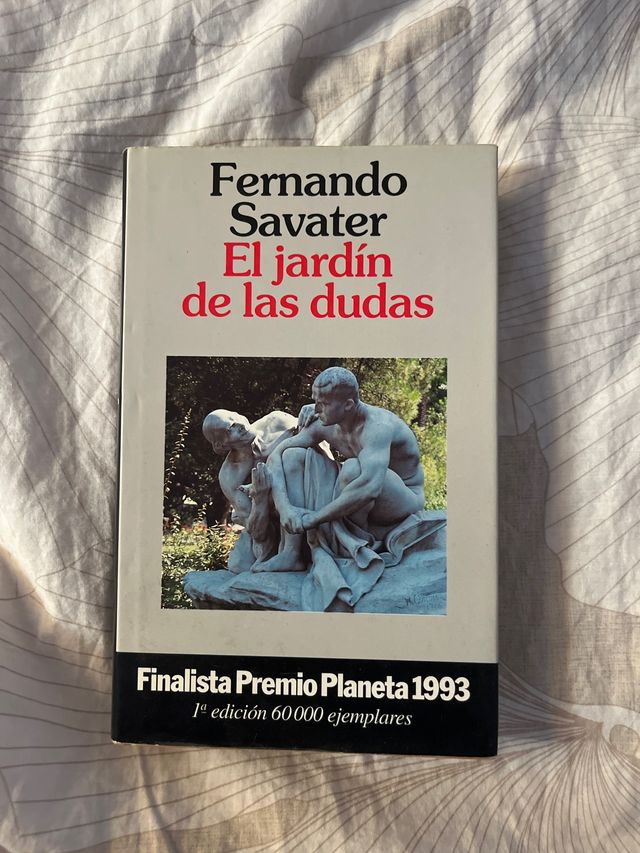 Fernando
Savater
El jardín
de las dudas
Finalista Premio Planeta 1993
1ª edición 60 000 ejemplares